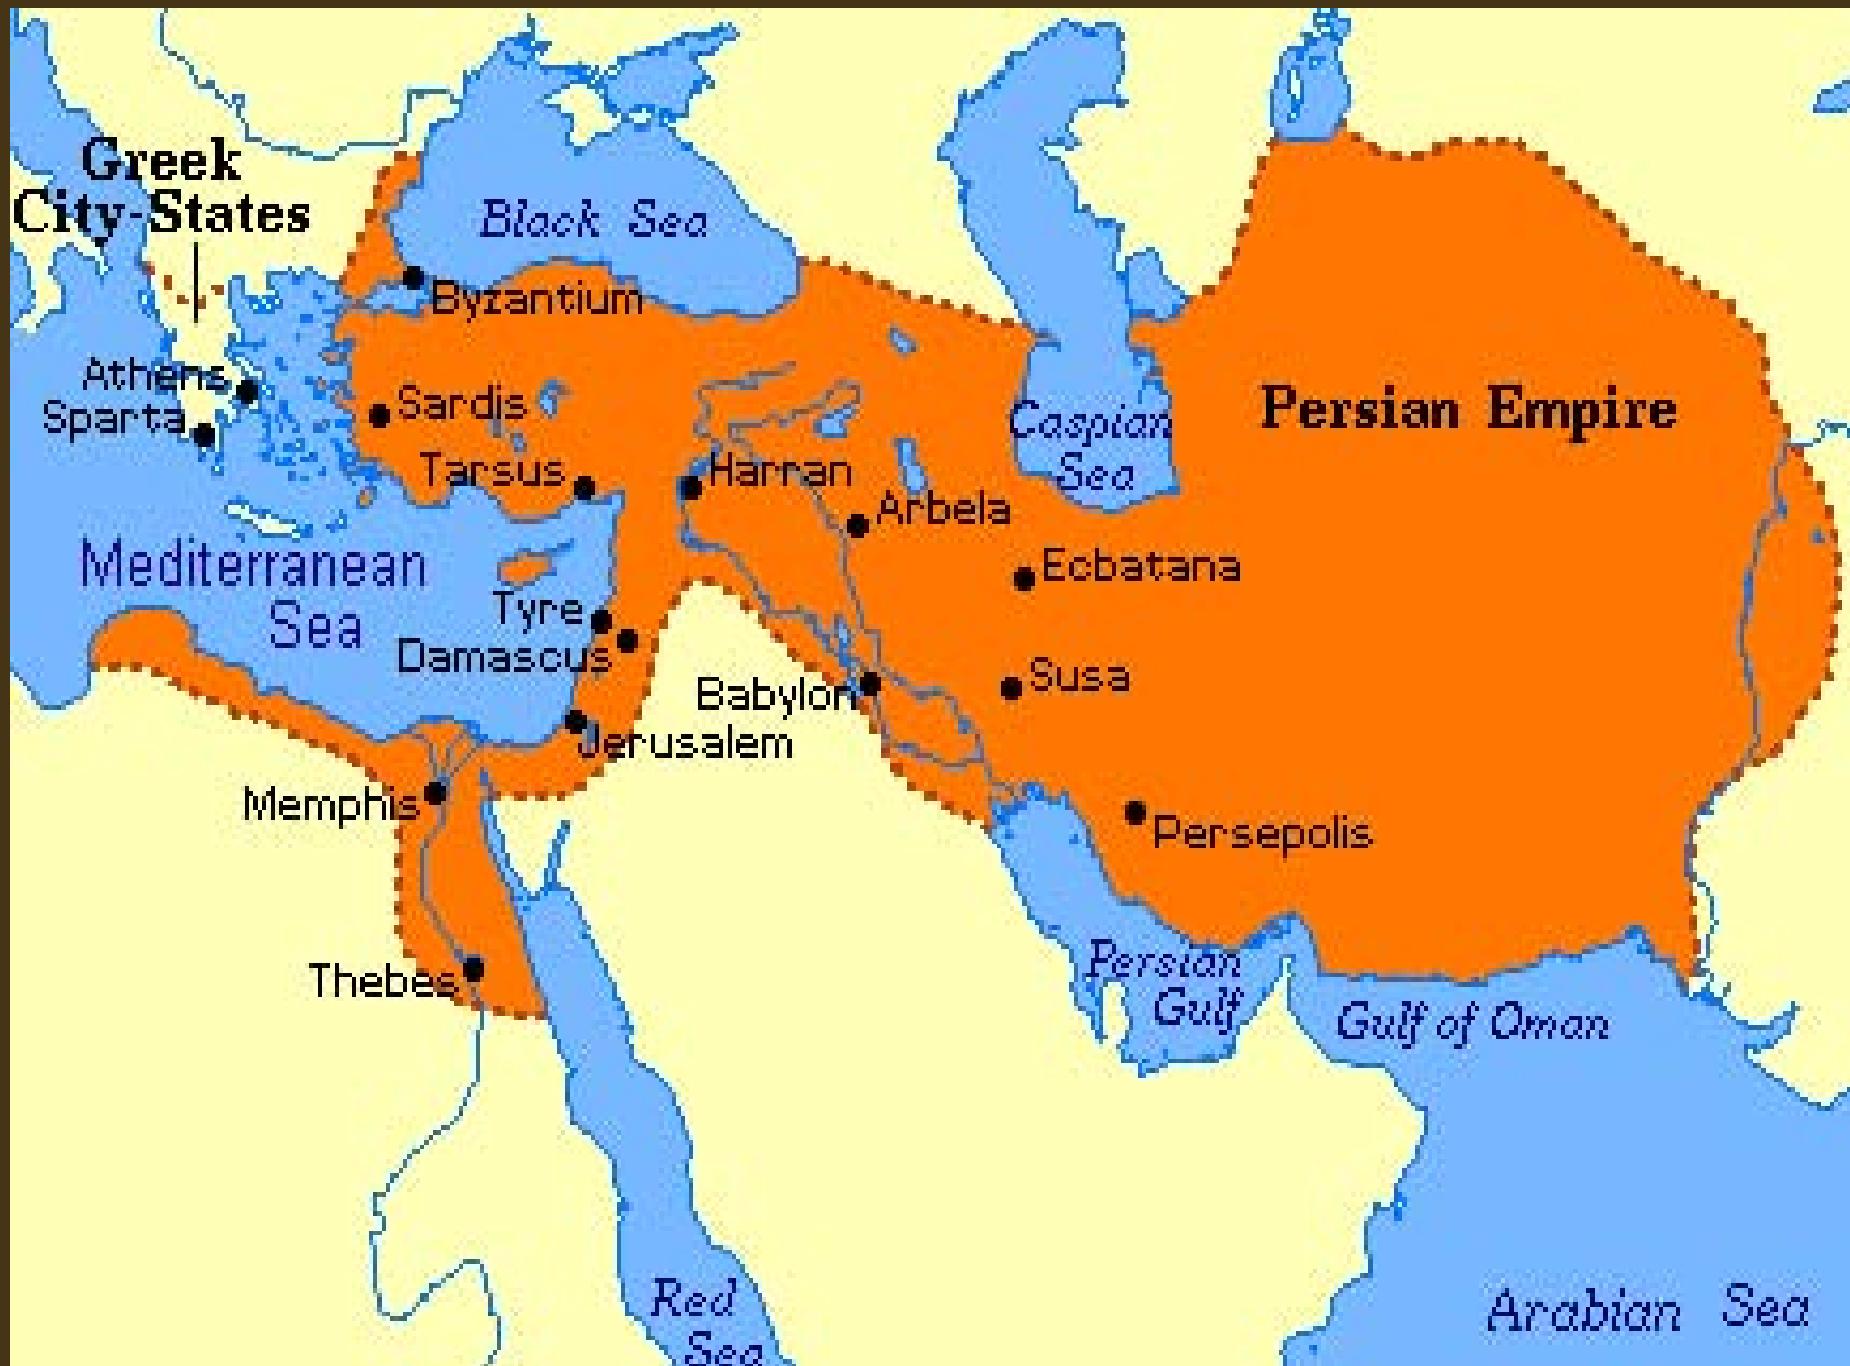 Greek
City-States
Black Sea
Byzantium
Athens
Sparta
Sardis
Tarsus
Harran
Caspian
Sea
Persian Empire
Arbela
Ecbatana
Mediterranean
Sea
Tyre
Damascus
Babylon
Susa
Jerusalem
Memphis
Persepolis
Thebes
Persian
Gulf
Gulf of Oman
Red
Sea
Arabian Sea